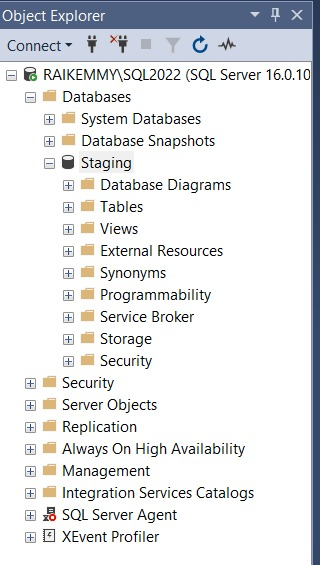 Object Explorer
Connect
RAIKEMMY\SQL2022 (SQL Server 16.0.10
Databases
System Databases
Database Snapshots
Staging
Database Diagrams
Tables
Views
External Resources
Synonyms
Programmability
Service Broker
Storage
Security
Security
Server Objects
Replication
Always On High Availability
Management
Integration Services Catalogs
SQL Server Agent
XEvent Profiler